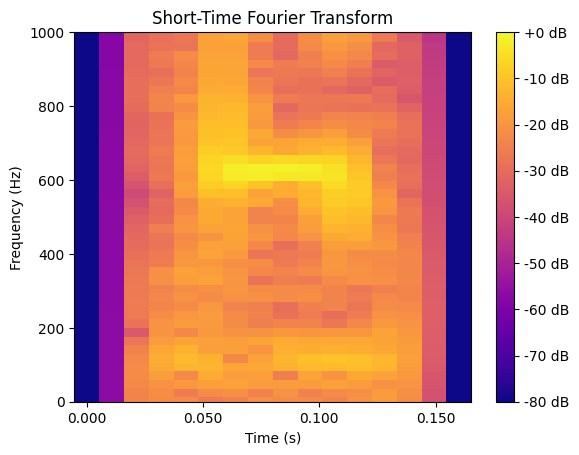 Short-Time Fourier Transform
1000
800
600
400
200
0
Frequency (Hz)
0.000
0.050
0.100
0.150
Time (s)
+0 dB
-10 dB
-20 dB
-30 dB
-40 dB
-50 dB
-60 dB
-70 dB
-80 dB